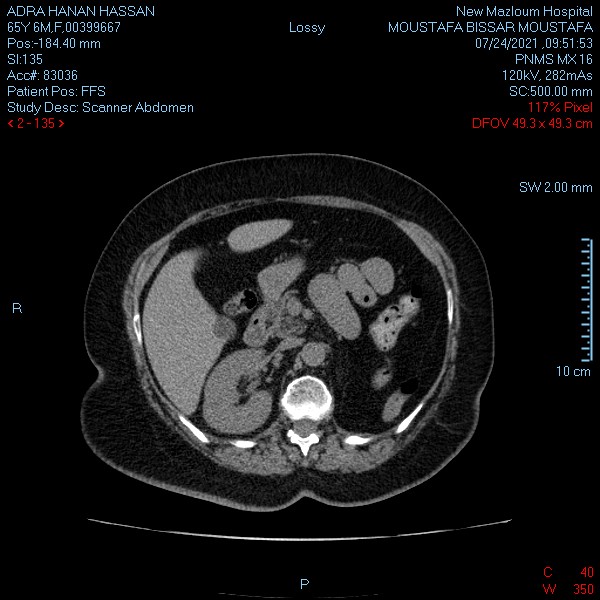 ADRA HANAN HASSAN
65Y 6M,F,00399667
Pos:-184.40 mm
SI:135
Acc#: 83036
Patient Pos: FFS
Study Desc: Scanner Abdomen
< 2 - 135 >
Lossy
New Mazloum Hospital
MOUSTAFA BISSAR MOUSTAFA
07/24/2021 ,09:51:53
PNMS MX 16
120kV, 282mAs
SC:500.00 mm
117% Pixel
DFOV 49.3 x 49.3 cm
SW 2.00 mm
R
10 cm
P
C 40
W 350